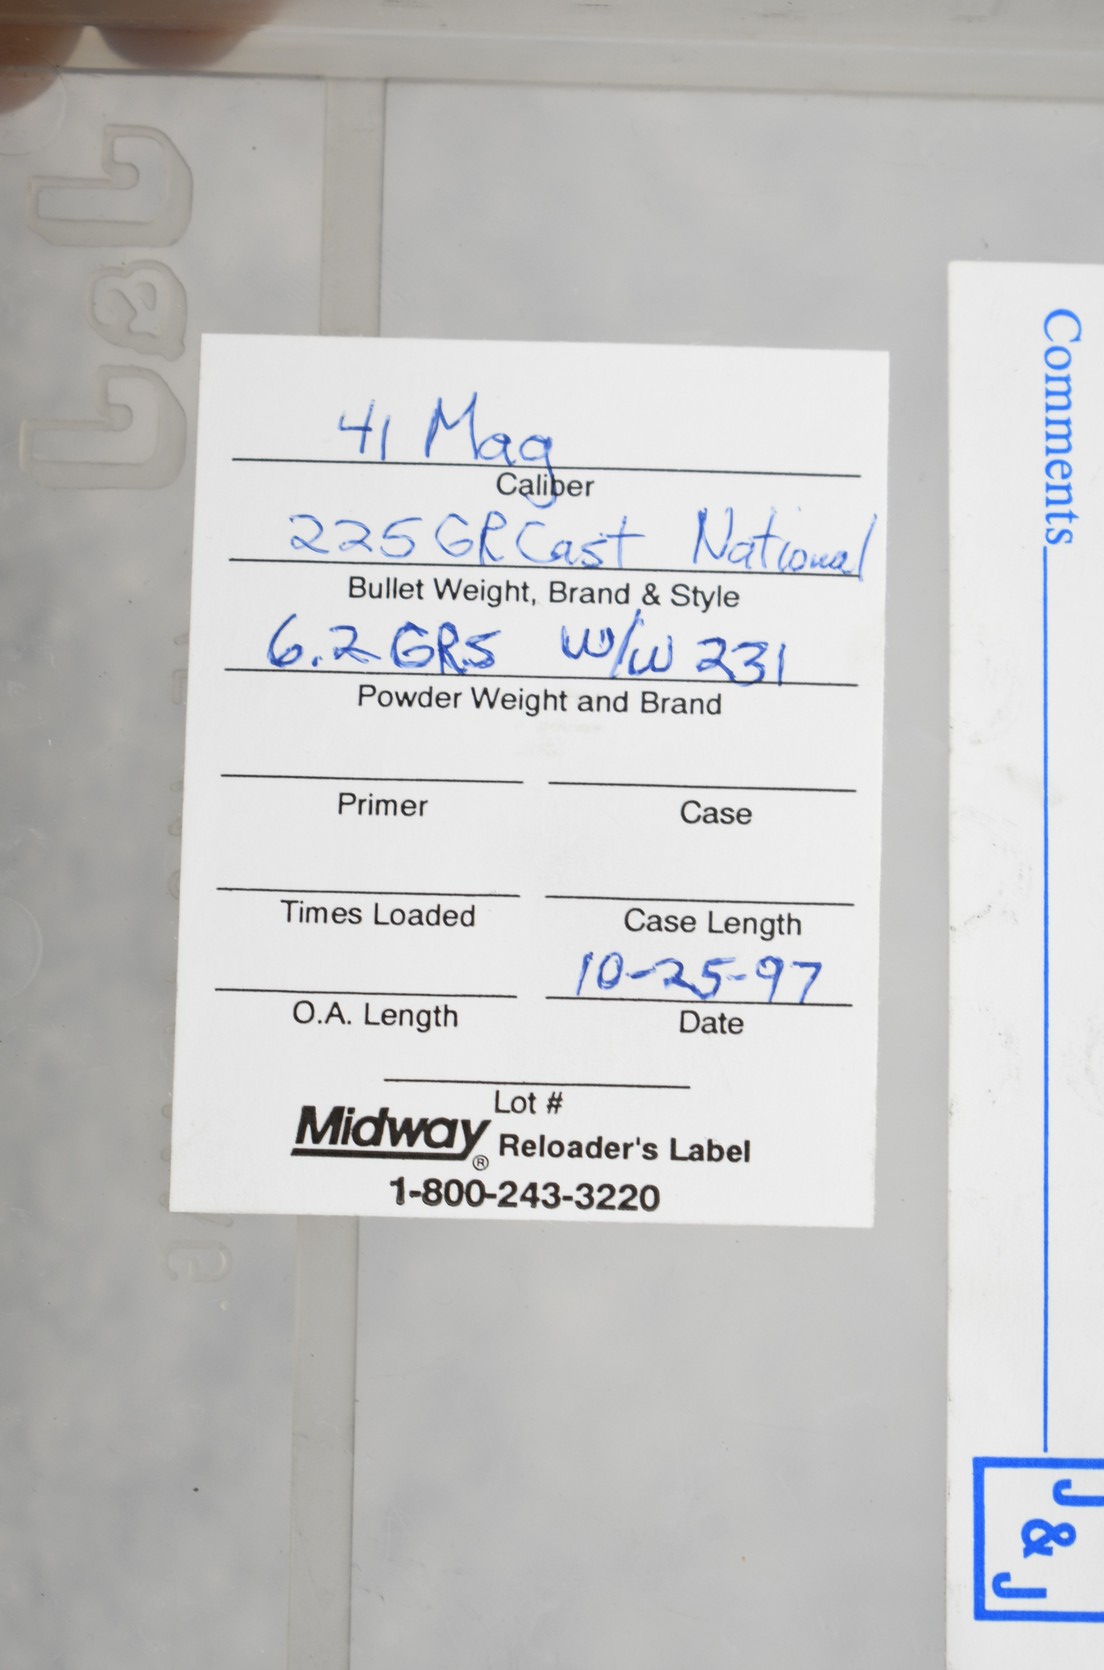 41 Mag
Caliber
225 GR Cast National
Bullet Weight, Brand & Style
6.2 GRS W/W 231
Powder Weight and Brand
Primer Case
Times Loaded Case Length
10-25-97
O.A. Length Date
Lot #
Midway® Reloader's Label
1-800-243-3220
Comments
J & J
J&J